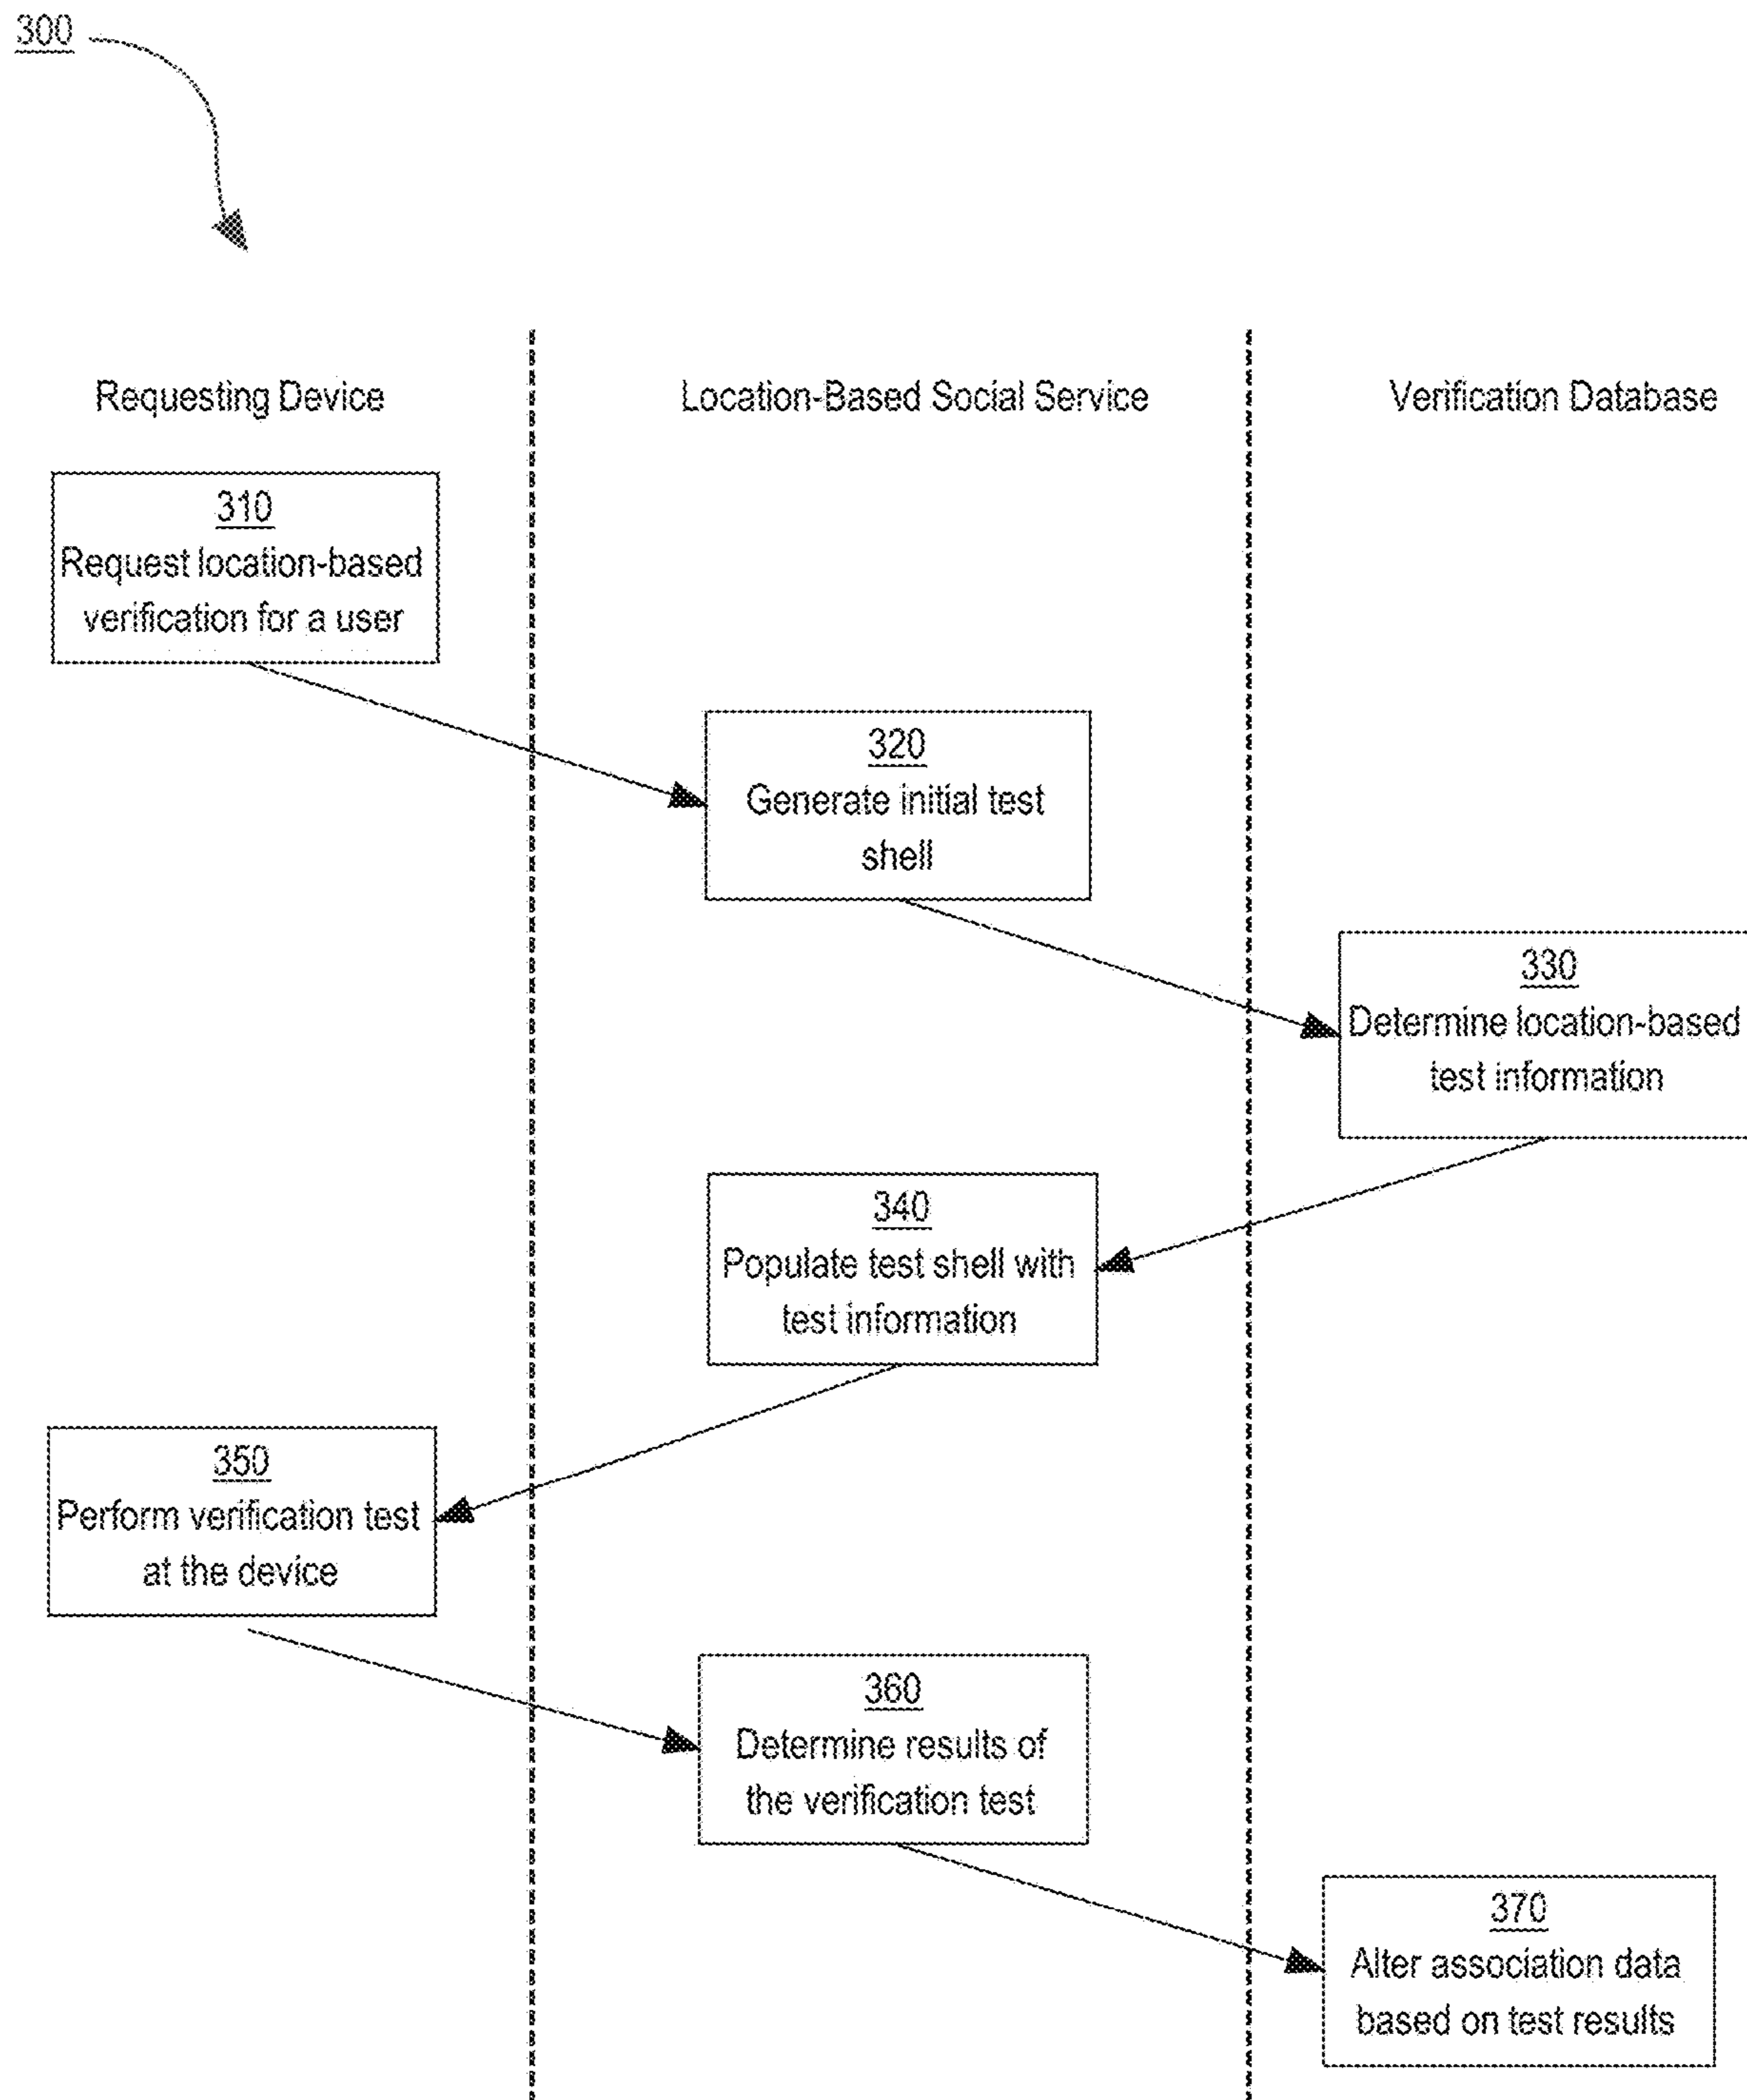 300
Requesting Device
Location-Based Social Service
Verification Database
310
Request location-based
verification for a user
320
Generate initial test
shell
330
Determine location-based
test information
340
Populate test shell with
test information
350
Perform verification test
at the device
360
Determine results of
the verification test
370
Alter association data
based on test results